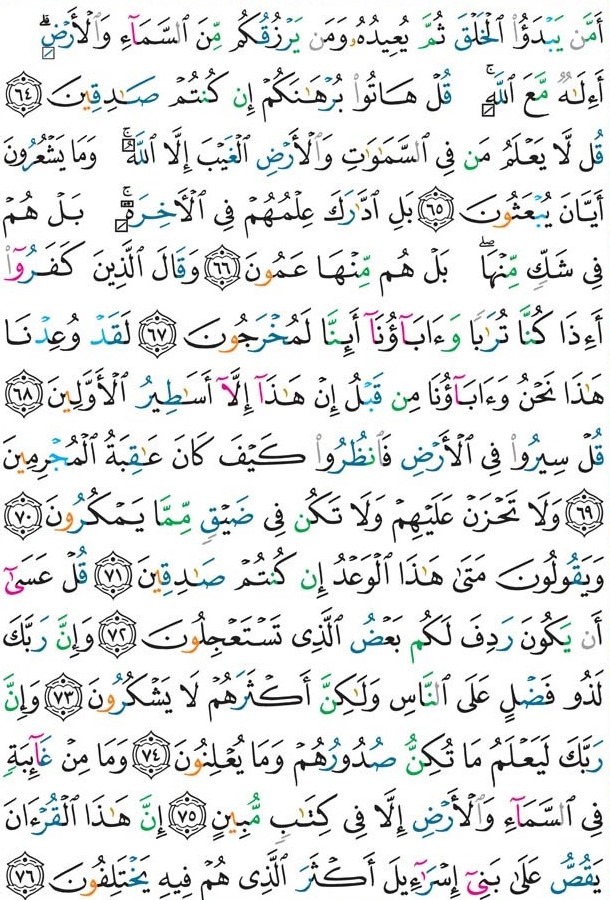 أَمَّن يَبْدَؤُا۟ ٱلْخَلْقَ ثُمَّ يُعِيدُهُۥ وَمَن يَرْزُقُكُم مِّنَ ٱلسَّمَآءِ وَٱلْأَرْضِ ۗ
أَءِلَٰهٌ مَّعَ ٱللَّهِ ۚ قُلْ هَاتُوا۟ بُرْهَٰنَكُمْ إِن كُنتُمْ صَٰدِقِينَ ٦٤
قُل لَّا يَعْلَمُ مَن فِى ٱلسَّمَٰوَٰتِ وَٱلْأَرْضِ ٱلْغَيْبَ إِلَّا ٱللَّهُ ۚ وَمَا يَشْعُرُونَ
أَيَّانَ يُبْعَثُونَ ٦٥ بَلِ ٱدَّٰرَكَ عِلْمُهُمْ فِى ٱلْءَاخِرَةِ ۚ بَلْ هُمْ
فِى شَكٍّ مِّنْهَا ۖ بَلْ هُم مِّنْهَا عَمُونَ ٦٦ وَقَالَ ٱلَّذِينَ كَفَرُوٓا۟
أَءِذَا كُنَّا تُرَٰبًا وَءَابَآؤُنَآ أَئِنَّا لَمُخْرَجُونَ ٦٧ لَقَدْ وُعِدْنَا
هَٰذَا نَحْنُ وَءَابَآؤُنَا مِن قَبْلُ إِنْ هَٰذَآ إِلَّآ أَسَٰطِيرُ ٱلْأَوَّلِينَ ٦٨
قُلْ سِيرُوا۟ فِى ٱلْأَرْضِ فَٱنظُرُوا۟ كَيْفَ كَانَ عَٰقِبَةُ ٱلْمُجْرِمِينَ
٦٩ وَلَا تَحْزَنْ عَلَيْهِمْ وَلَا تَكُن فِى ضَيْقٍ مِّمَّا يَمْكُرُونَ ٧٠
وَيَقُولُونَ مَتَىٰ هَٰذَا ٱلْوَعْدُ إِن كُنتُمْ صَٰدِقِينَ ٧١ قُلْ عَسَىٰٓ
أَن يَكُونَ رَدِفَ لَكُم بَعْضُ ٱلَّذِى تَسْتَعْجِلُونَ ٧٢ وَإِنَّ رَبَّكَ
لَذُو فَضْلٍ عَلَى ٱلنَّاسِ وَلَٰكِنَّ أَكْثَرَهُمْ لَا يَشْكُرُونَ ٧٣ وَإِنَّ
رَبَّكَ لَيَعْلَمُ مَا تُكِنُّ صُدُورُهُمْ وَمَا يُعْلِنُونَ ٧٤ وَمَا مِنْ غَآئِبَةٍ
فِى ٱلسَّمَآءِ وَٱلْأَرْضِ إِلَّا فِى كِتَٰبٍ مُّبِينٍ ٧٥ إِنَّ هَٰذَا ٱلْقُرْءَانَ
يَقُصُّ عَلَىٰ بَنِىٓ إِسْرَٰٓءِيلَ أَكْثَرَ ٱلَّذِى هُمْ فِيهِ يَخْتَلِفُونَ ٧٦